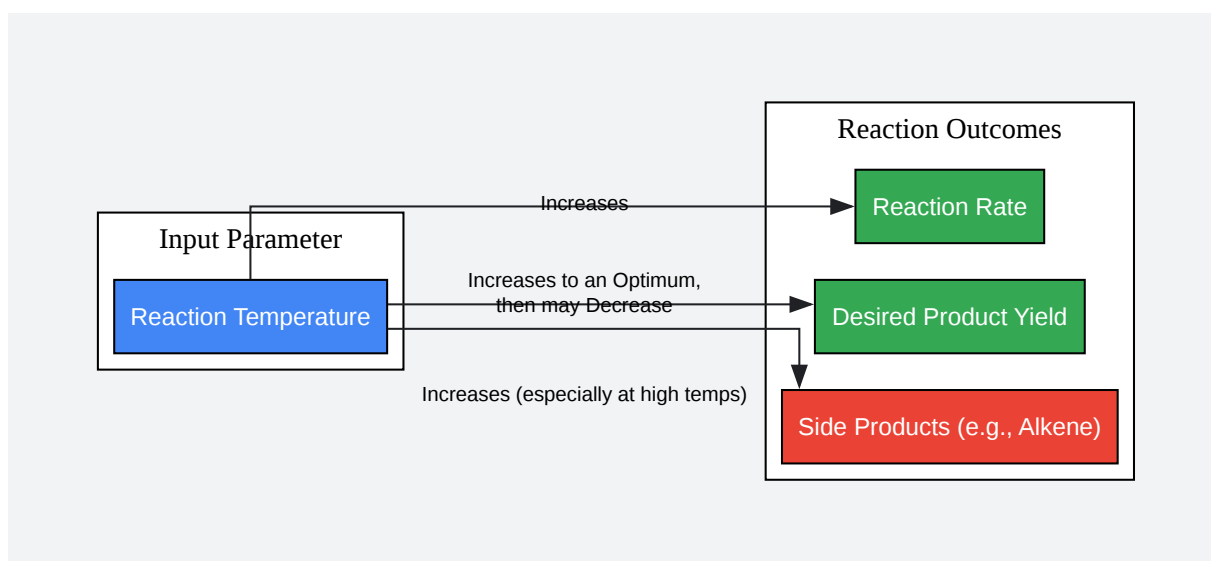 Reaction Outcomes
Increases
Reaction Rate
Input Parameter
Reaction Temperature
Increases to an Optimum,
then may Decrease
Desired Product Yield
Increases (especially at high temps)
Side Products (e.g., Alkene)